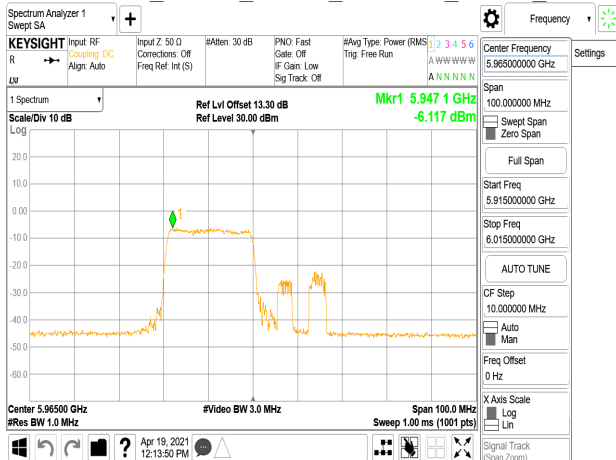 Spectrum Analyzer 1
Swept SA
Frequency
KEYSIGHT
R
Input: RF
Coupling: DC
Align: Auto
Input Z: 50 Ω
Corrections: Off
Freq Ref: Int (S)
#Atten: 30 dB
PNO: Fast
Gate: Off
IF Gain: Low
Sig Track: Off
#Avg Type: Power (RMS
Trig: Free Run
1 2 3 4 5 6
A W W W W W
A N N N N N
Center Frequency
5.965000000 GHz
Settings
Span
100.000000 MHz
Swept Span
Zero Span
Full Span
Start Freq
5.915000000 GHz
Stop Freq
6.015000000 GHz
AUTO TUNE
CF Step
10.000000 MHz
Auto
Man
Freq Offset
0 Hz
X Axis Scale
Log
Lin
Signal Track
(Span Zoom)
1 Spectrum
Scale/Div 10 dB
Ref Lvl Offset 13.30 dB
Ref Level 30.00 dBm
Mkr1 5.947 1 GHz
-6.117 dBm
Log
20.0
10.0
0.00
-10.0
-20.0
-30.0
-40.0
-50.0
-60.0
1
Center 5.96500 GHz
#Res BW 1.0 MHz
#Video BW 3.0 MHz
Span 100.0 MHz
Sweep 1.00 ms (1001 pts)
?
Apr 19, 2021
12:13:50 PM